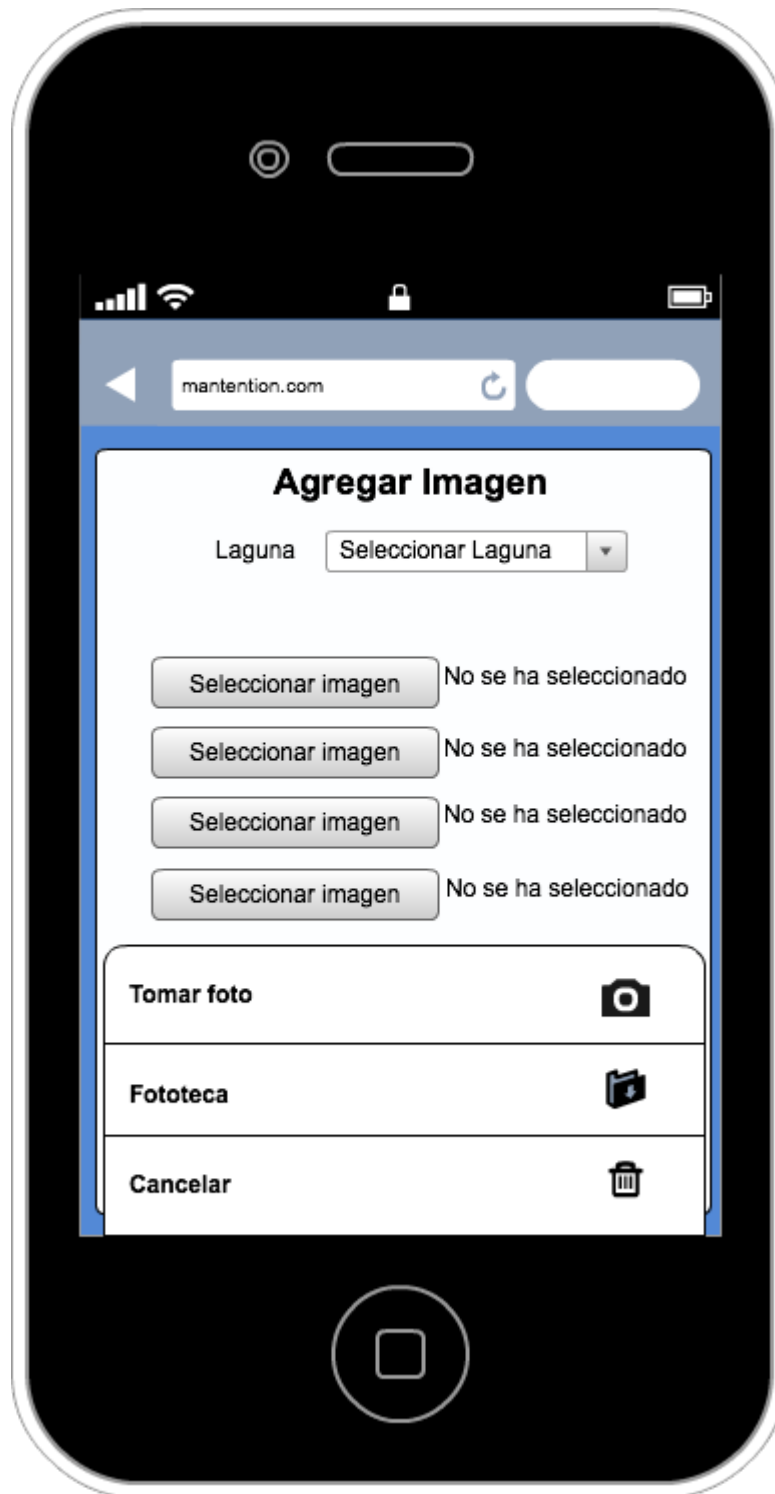 mantention.com
Agregar Imagen
Laguna Seleccionar Laguna
Seleccionar imagen No se ha seleccionado
Seleccionar imagen No se ha seleccionado
Seleccionar imagen No se ha seleccionado
Seleccionar imagen No se ha seleccionado
Tomar foto
Fototeca
Cancelar